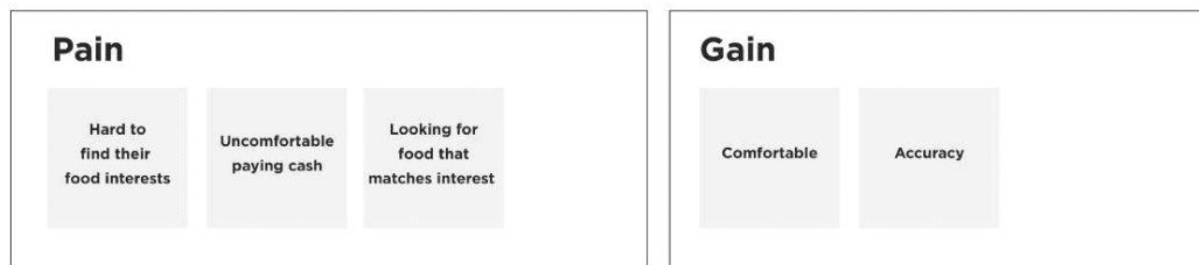 Pain
Hard to
find their
food interests
Uncomfortable
paying cash
Looking for
food that
matches interest
Gain
Comfortable
Accuracy